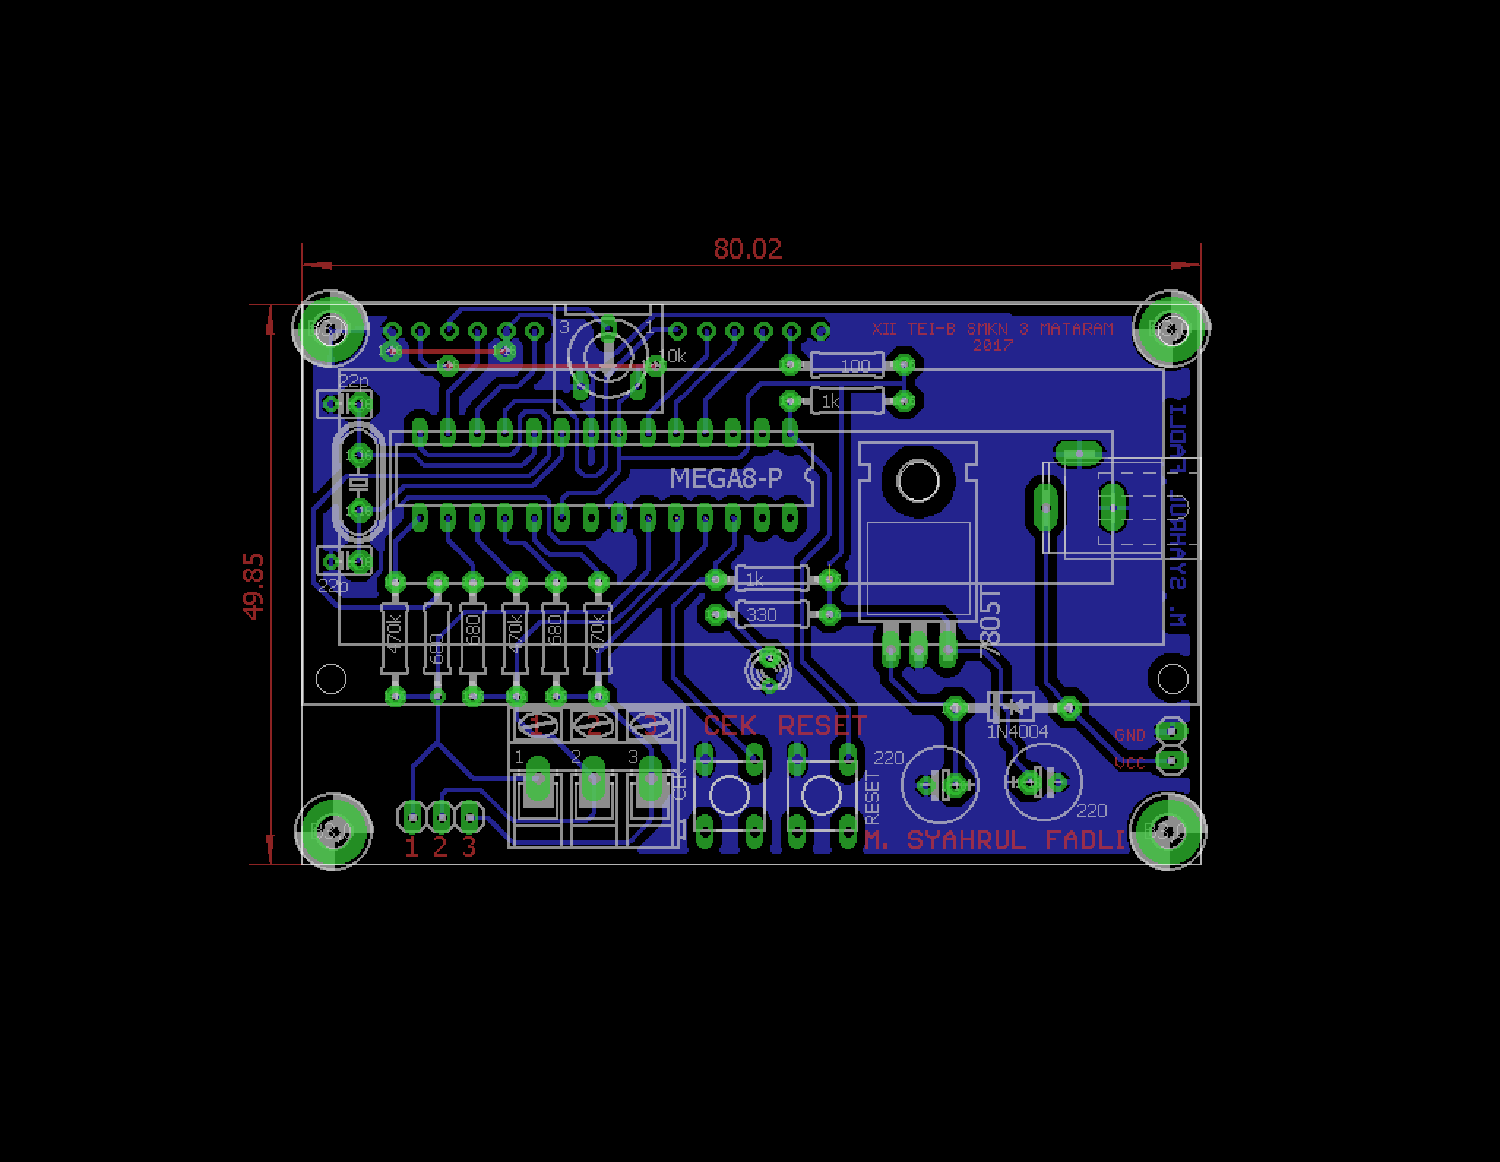 80.02
49.85
XII TEI-B SMKN 3 MATARAM
2017
3
1
10k
22p
100
1k
MEGA8-P
M. SYAHRUL FADLI
22p
1k
330
470k
680
680
470k
680
470k
7805T
1 2 3
CEK RESET
1N4004
GND
VCC
1
2
3
CEK
RESET
220
220
1 2 3
M. SYAHRUL FADLI